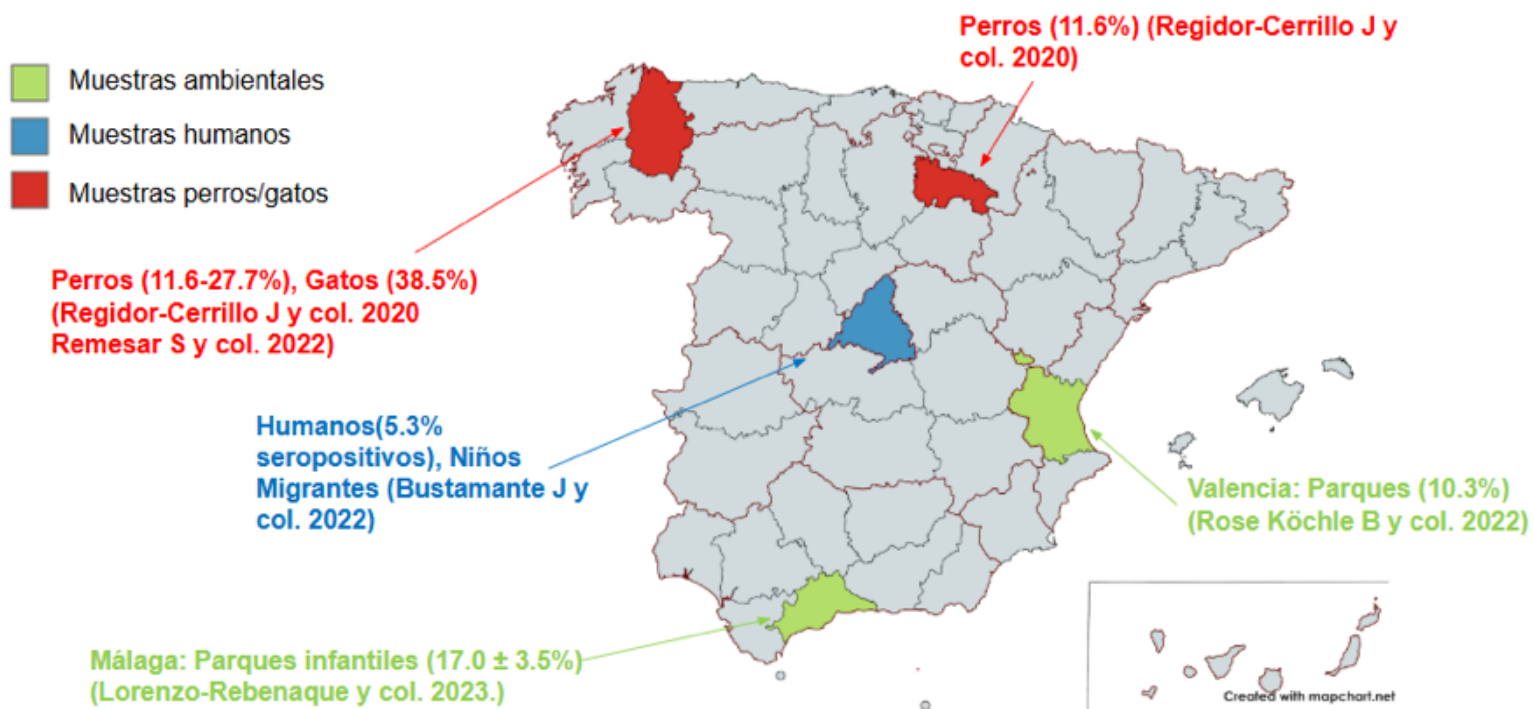 Perros (11.6%) (Regidor-Cerrillo J y
col. 2020)
Muestras ambientales
Muestras humanos
Muestras perros/gatos
Perros (11.6-27.7%), Gatos (38.5%)
(Regidor-Cerrillo J y col. 2020
Remesar S y col. 2022)
Humanos(5.3%
seropositivos), Niños
Migrantes (Bustamante J y
col. 2022)
Valencia: Parques (10.3%)
(Rose Köchle B y col. 2022)
Málaga: Parques infantiles (17.0 ± 3.5%)
(Lorenzo-Rebenaque y col. 2023.)
Created with mapchart.net